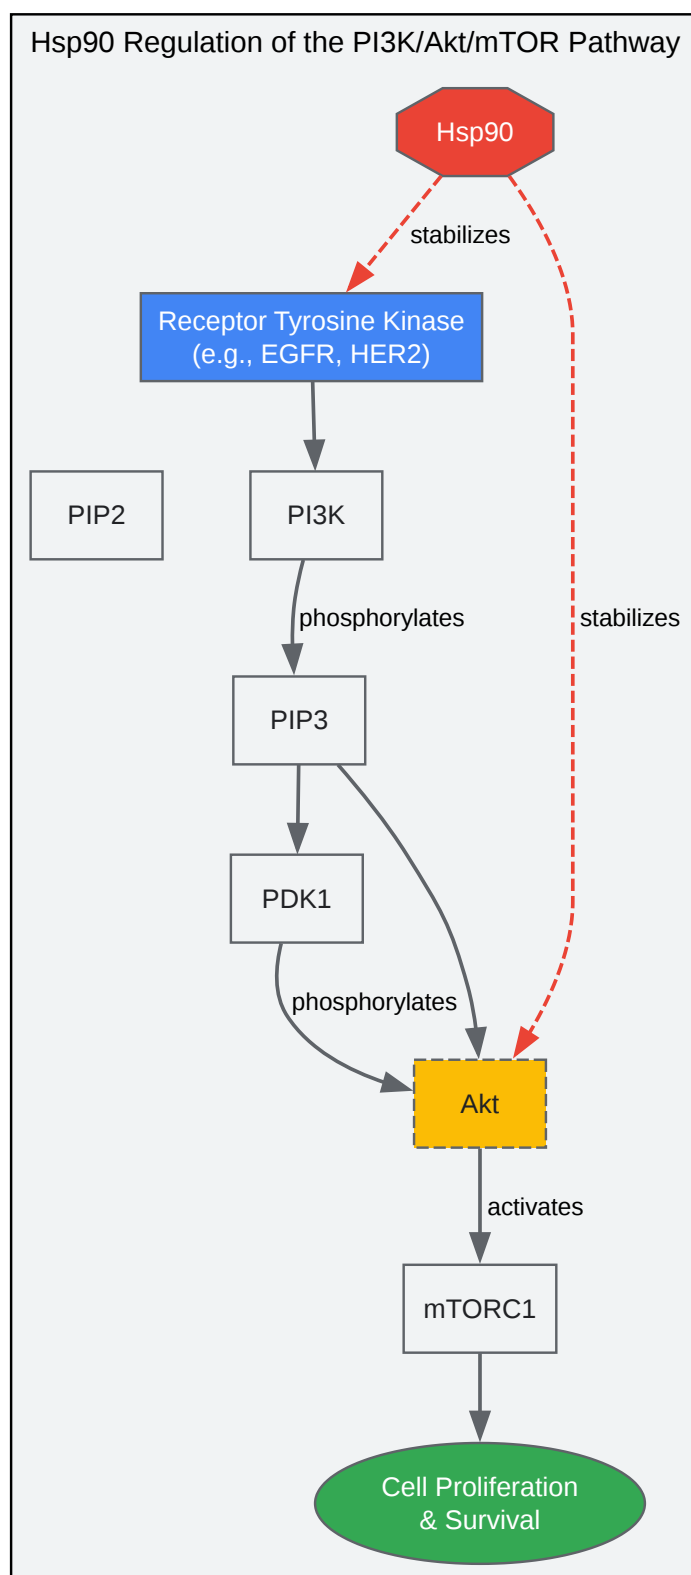 Hsp90 Regulation of the PI3K/Akt/mTOR Pathway
Hsp90
stabilizes
Receptor Tyrosine Kinase
(e.g., EGFR, HER2)
PIP2
PI3K
phosphorylates
stabilizes
PIP3
PDK1
phosphorylates
Akt
activates
mTORC1
Cell Proliferation
& Survival